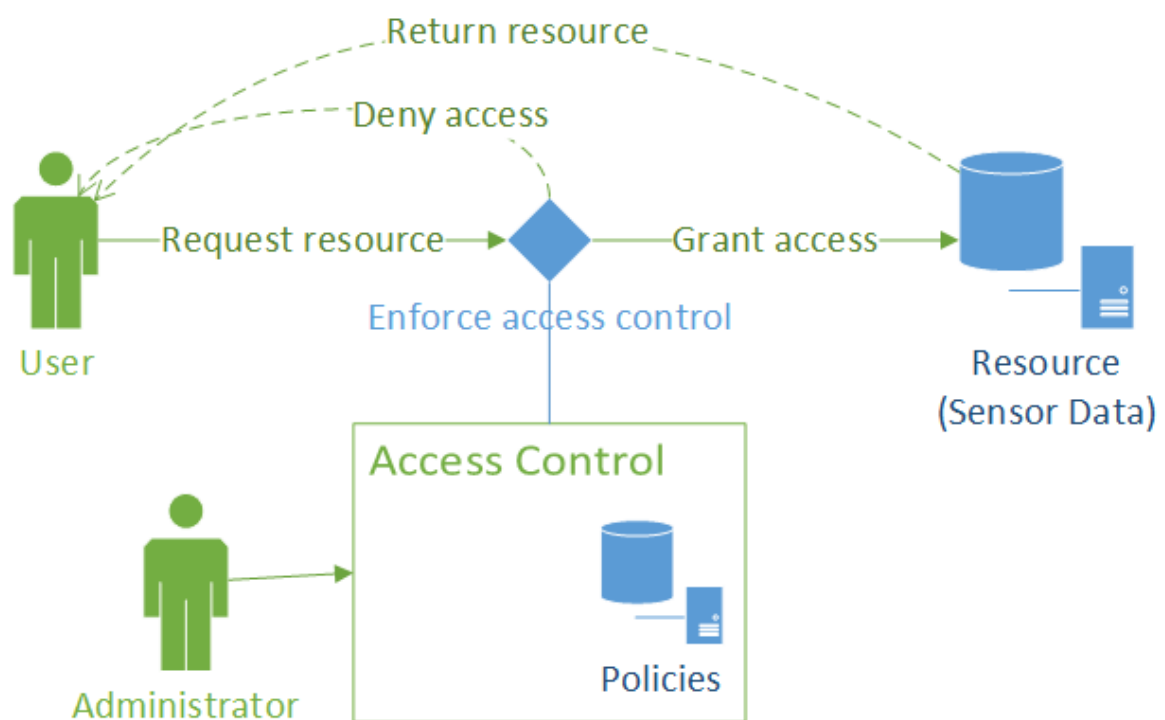 Return resource
Deny access
Request resource
Grant access
Enforce access control
User
Resource
(Sensor Data)
Access Control
Policies
Administrator